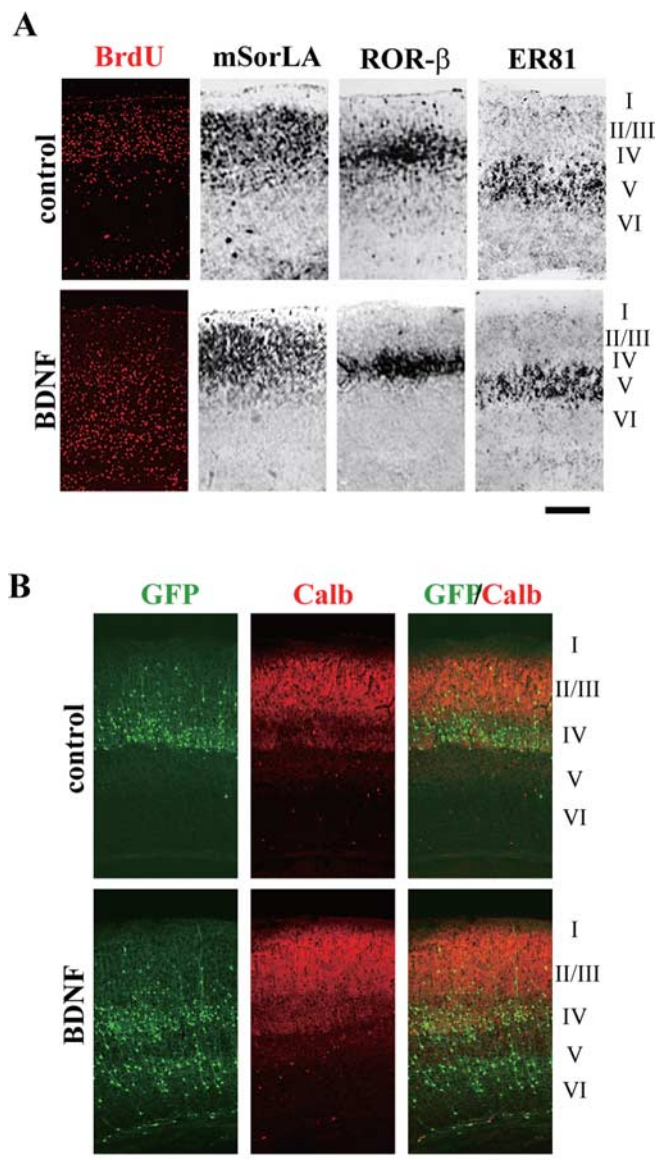 A
BrdU mSorLA ROR-β ER81
control
I
II/III
IV
V
VI
BDNF
I
II/III
IV
V
VI
B
GFP Calb GFP/Calb
control
I
II/III
IV
V
VI
BDNF
I
II/III
IV
V
VI